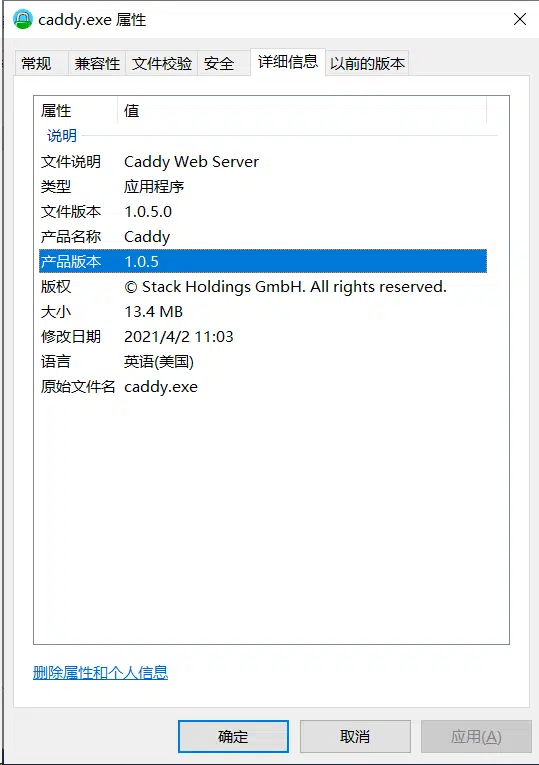 caddy.exe 属性
常规 兼容性 文件校验 安全 详细信息 以前的版本
属性 值
说明
文件说明 Caddy Web Server
类型 应用程序
文件版本 1.0.5.0
产品名称 Caddy
产品版本 1.0.5
版权 © Stack Holdings GmbH. All rights reserved.
大小 13.4 MB
修改日期 2021/4/2 11:03
语言 英语(美国)
原始文件名 caddy.exe
删除属性和个人信息
确定 取消 应用(A)